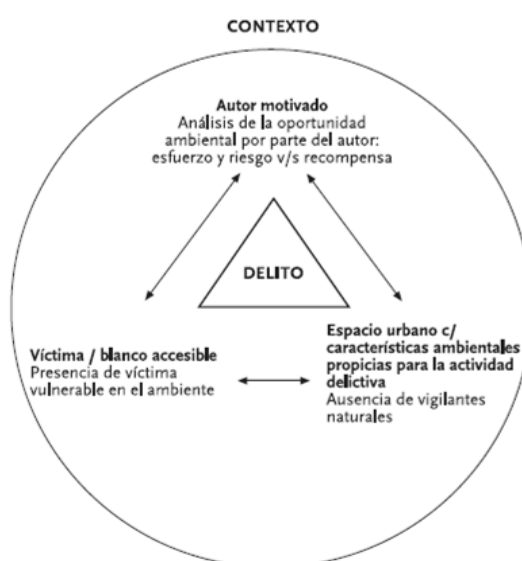 CONTEXTO
Autor motivado
Análisis de la oportunidad
ambiental por parte del autor:
esfuerzo y riesgo v/s recompensa
DELITO
Víctima / blanco accesible
Presencia de víctima
vulnerable en el ambiente
Espacio urbano c/
características ambientales
propicias para la actividad
delictiva
Ausencia de vigilantes
naturales